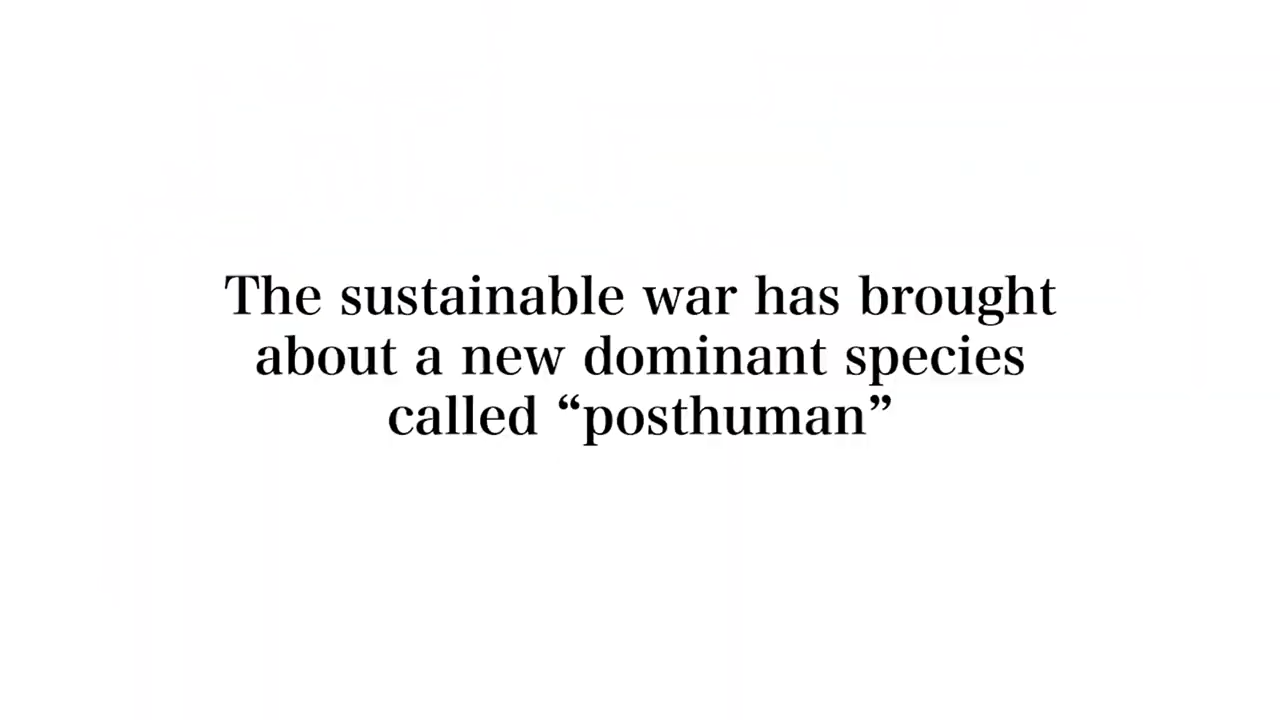 The sustainable war has brought
about a new dominant species
called “posthuman”